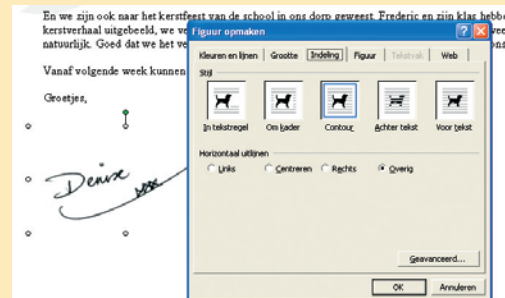 En we zijn ook naar het kerstfeest van de school in ons dorp geweest. Frederic en zijn klas hebbe
kerstverhaal uitgebeeld, we ve
natuurlijk. Goed dat we het ve
Vanaf volgende week kunnen
Groetjes,
Denise
Figuur opmaken
Kleuren en lijnen
Grootte
Indeling
Figuur
Tekstvak
Web
Stijl
In tekstregel
Om kader
Contour
Achter tekst
Voor tekst
Horizontaal uitlijnen
Links
Centreren
Rechts
Overig
Geavanceerd...
OK
Annuleren